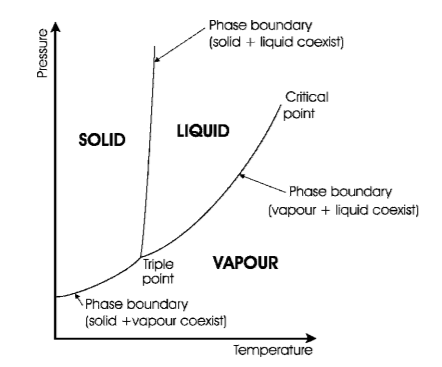 Pressure
Phase boundary
(solid + liquid coexist)
Critical
point
SOLID
LIQUID
Phase boundary
(vapour + liquid coexist)
Triple
point
VAPOUR
Phase boundary
(solid +vapour coexist)
Temperature